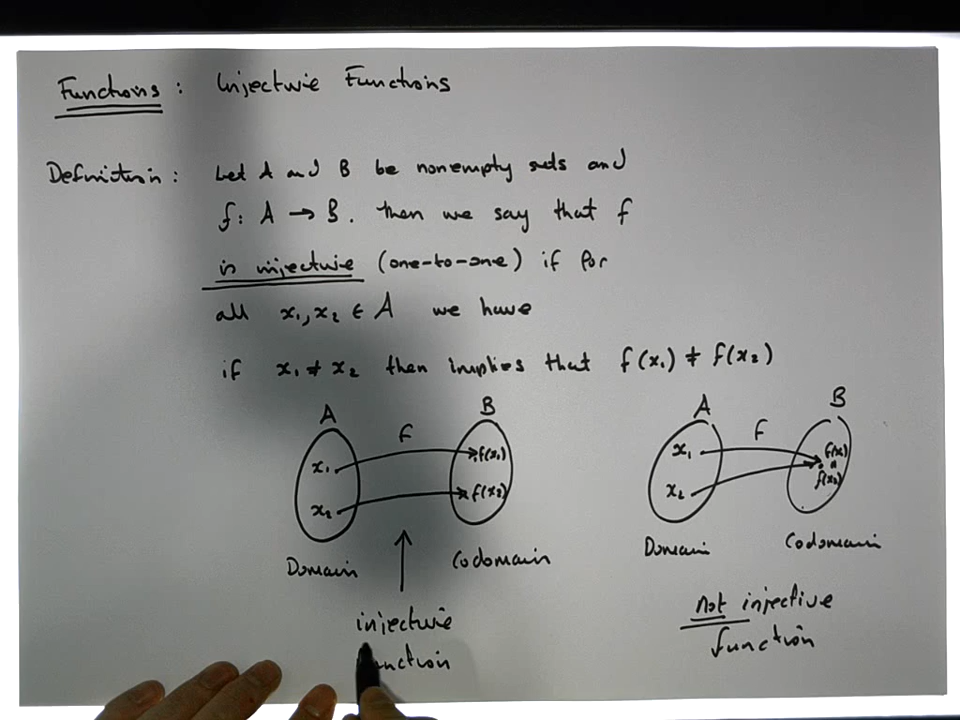 Functions : Injective Functions
Definition : Let A and B be nonempty sets and
f: A → B. then we say that f
is injective (one-to-one) if for
all x₁, x₂ ∈ A we have
if x₁ ≠ x₂ then implies that f(x₁) ≠ f(x₂)
A f B
x₁ f(x₁)
x₂ f(x₂)
Domain Codomain
injective
function
A f B
x₁ f(x₁)
=
x₂ f(x₂)
Domain Codomain
not injective
function